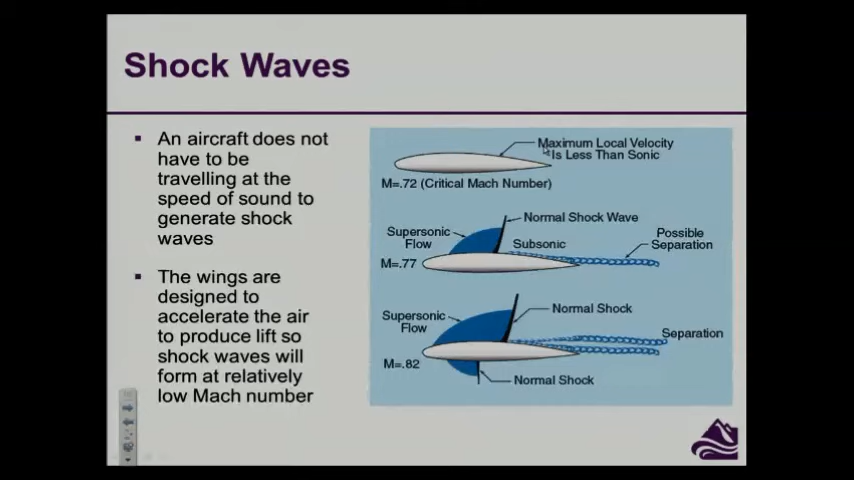 Shock Waves
An aircraft does not
have to be
travelling at the
speed of sound to
generate shock
waves
The wings are
designed to
accelerate the air
to produce lift so
shock waves will
form at relatively
low Mach number
Maximum Local Velocity
Is Less Than Sonic
M=.72 (Critical Mach Number)
Normal Shock Wave
Supersonic
Flow
Subsonic
Possible
Separation
M=.77
Supersonic
Flow
Normal Shock
Separation
M=.82
Normal Shock